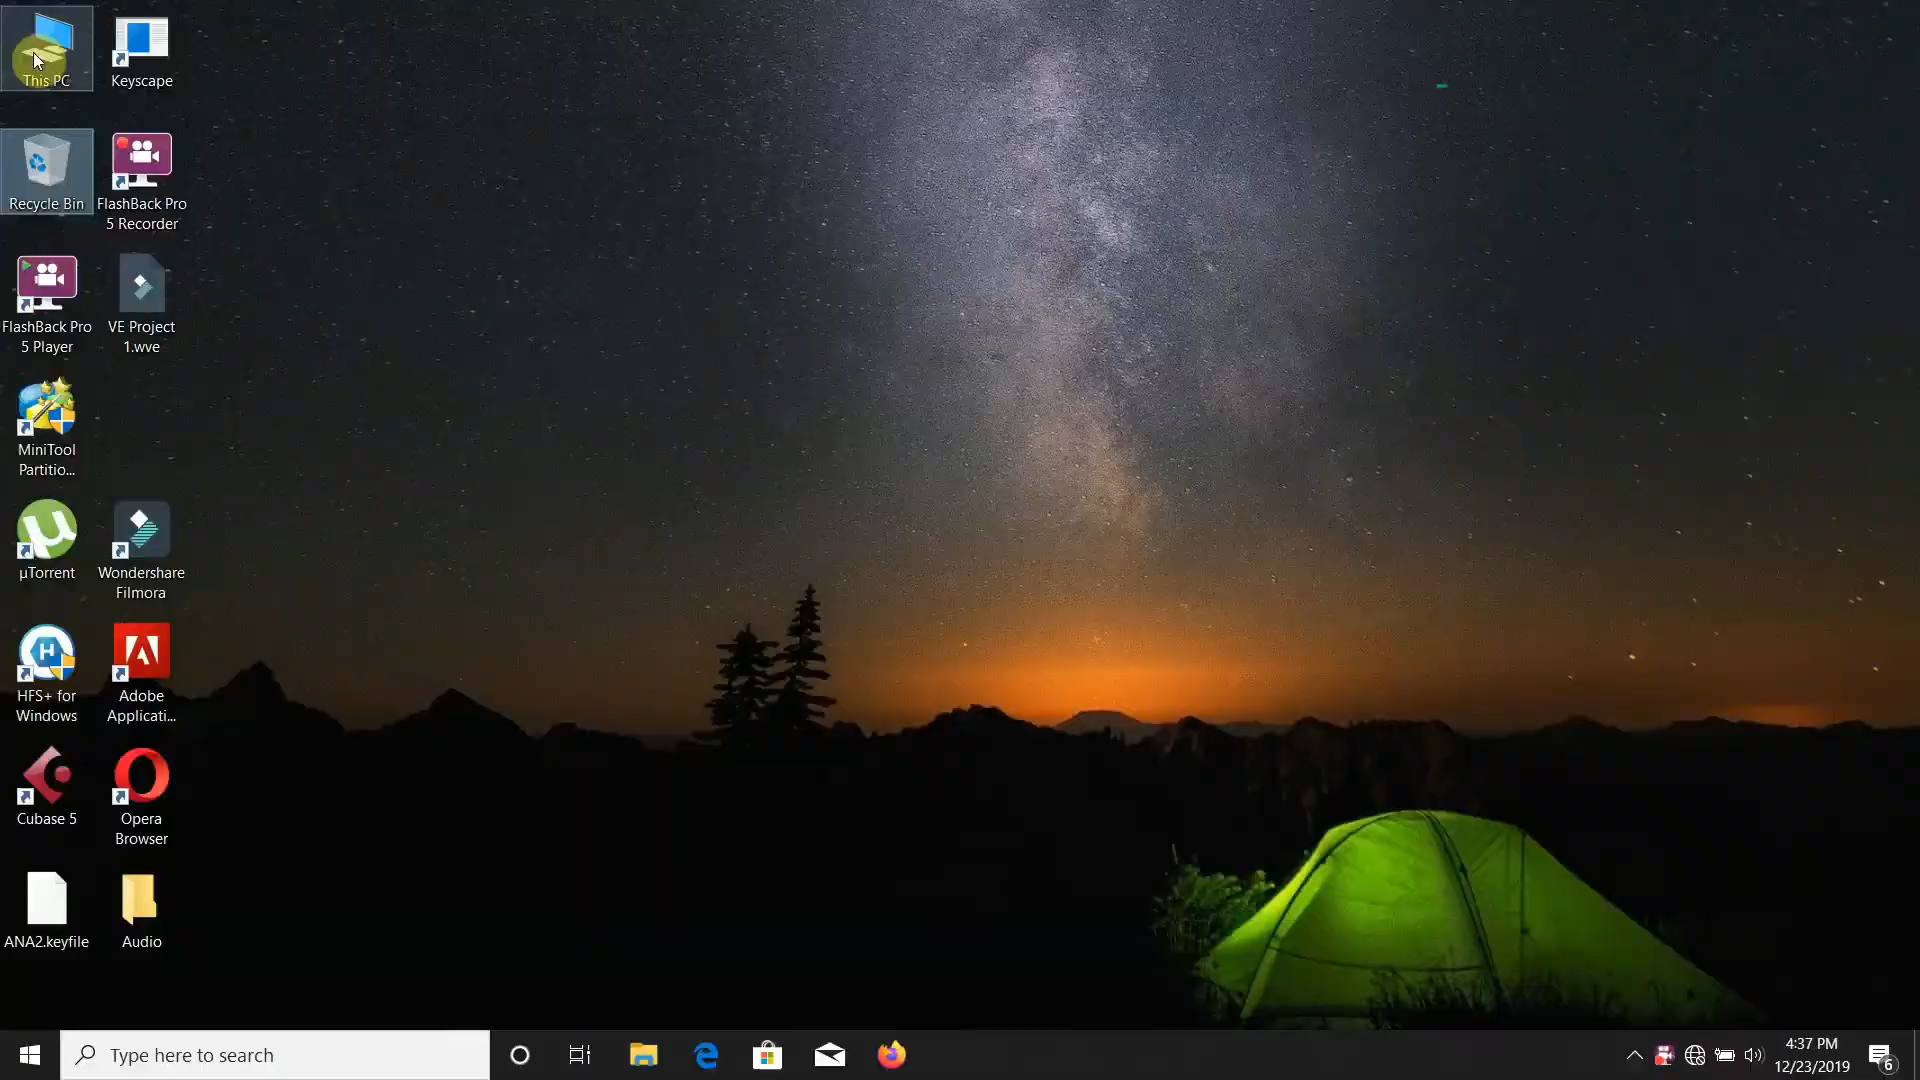 This PC
Keyscape
Recycle Bin
FlashBack Pro
5 Recorder
FlashBack Pro
5 Player
VE Project
1.wve
MiniTool
Partitio...
µTorrent
Wondershare
Filmora
HFS+ for
Windows
Adobe
Applicati...
Cubase 5
Opera
Browser
ANA2.keyfile
Audio
Type here to search
4:37 PM
12/23/2019
6